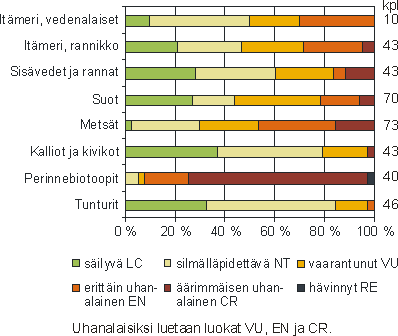 kpl
Itämeri, vedenalaiset 10
Itämeri, rannikko 43
Sisävedet ja rannat 43
Suot 70
Metsät 73
Kalliot ja kivikot 43
Perinnebiotoopit 40
Tunturit 46
0 % 20 % 40 % 60 % 80 % 100 %
säilyvä LC silmälläpidettävä NT vaarantunut VU
erittäin uhan- äärimmäisen uhan- hävinnyt RE
alainen EN alainen CR
Uhanalaisiksi luetaan luokat VU, EN ja CR.